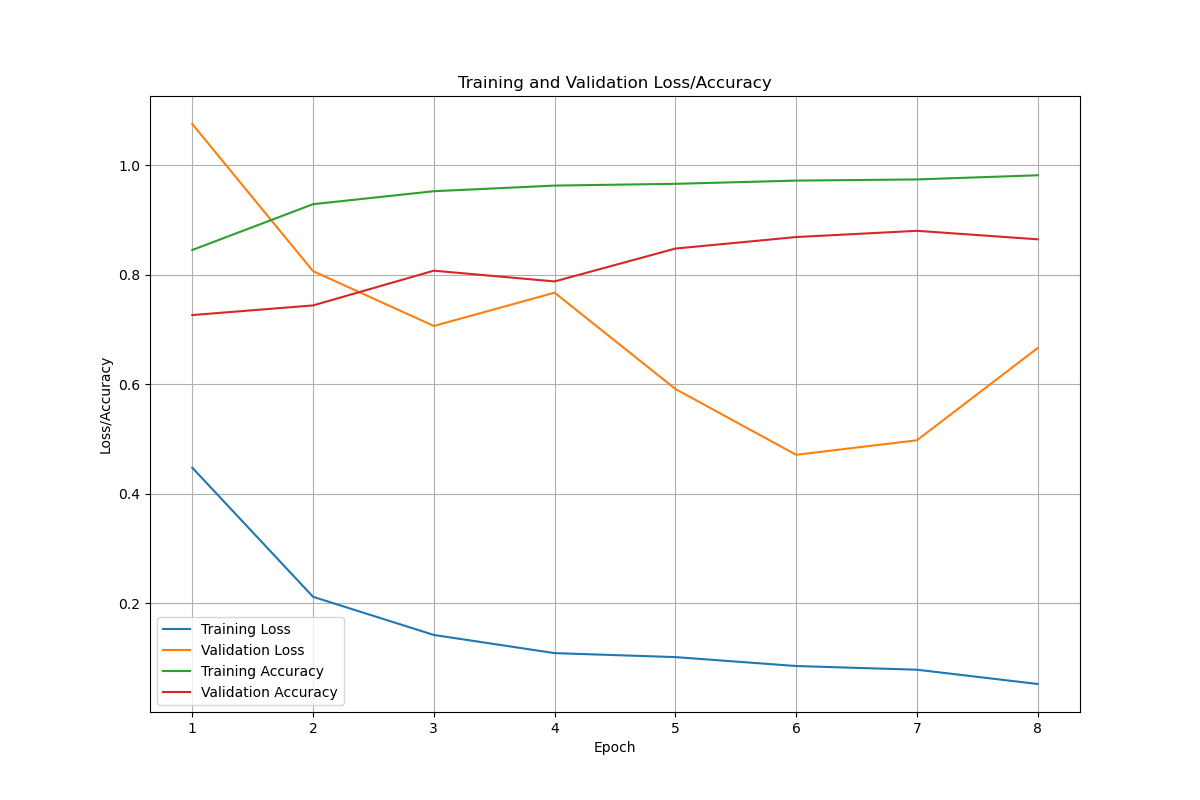 Training and Validation Loss/Accuracy
1.0
0.8
0.6
0.4
0.2
Loss/Accuracy
Training Loss
Validation Loss
Training Accuracy
Validation Accuracy
1 2 3 4 5 6 7 8
Epoch